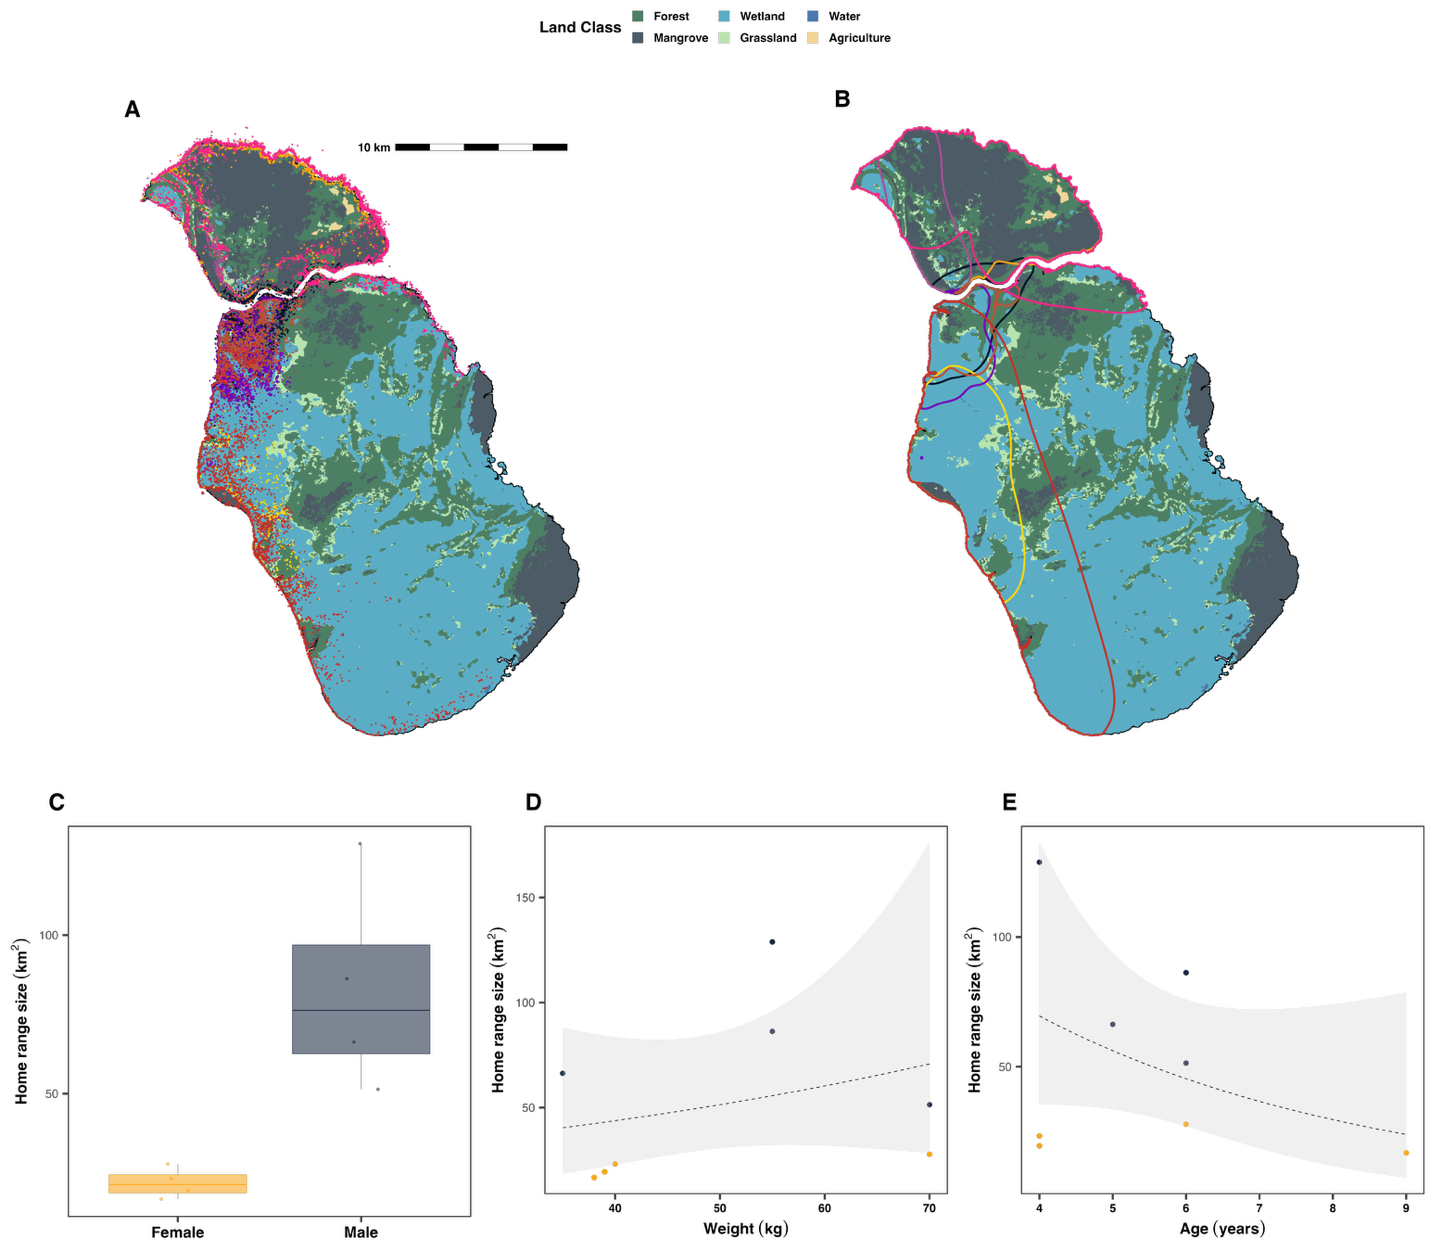 Land Class
Forest Wetland Water
Mangrove Grassland Agriculture
A
B
10 km
C
Home range size (km²)
100
50
Female Male
D
Home range size (km²)
150
100
50
40 50 60 70
Weight (kg)
E
Home range size (km²)
100
50
4 5 6 7 8 9
Age (years)